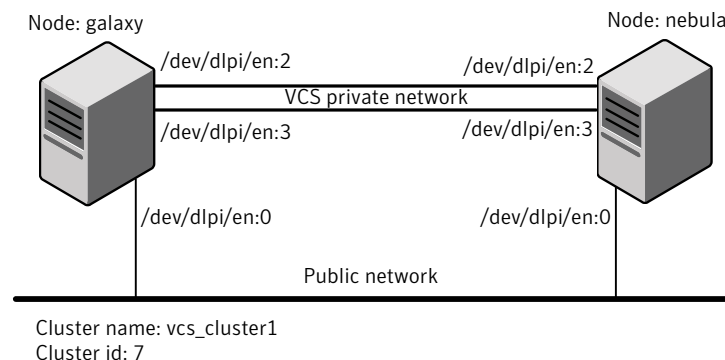 Node: galaxy
Node: nebula
/dev/dlpi/en:2
/dev/dlpi/en:2
VCS private network
/dev/dlpi/en:3
/dev/dlpi/en:3
/dev/dlpi/en:0
/dev/dlpi/en:0
Public network
Cluster name: vcs_cluster1
Cluster id: 7